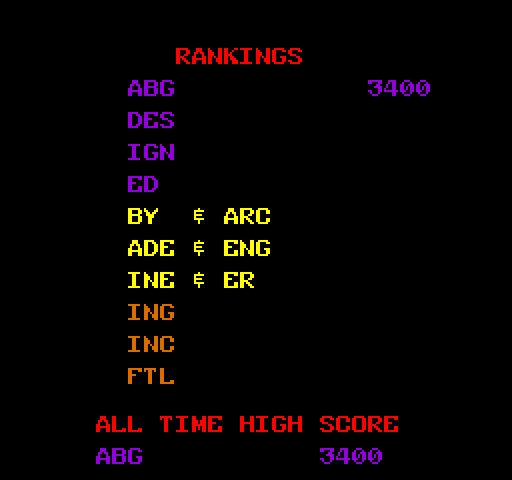 RANKINGS
ABG 3400
DES
IGN
ED
BY & ARC
ADE & ENG
INE & ER
ING
INC
FTL
ALL TIME HIGH SCORE
ABG 3400